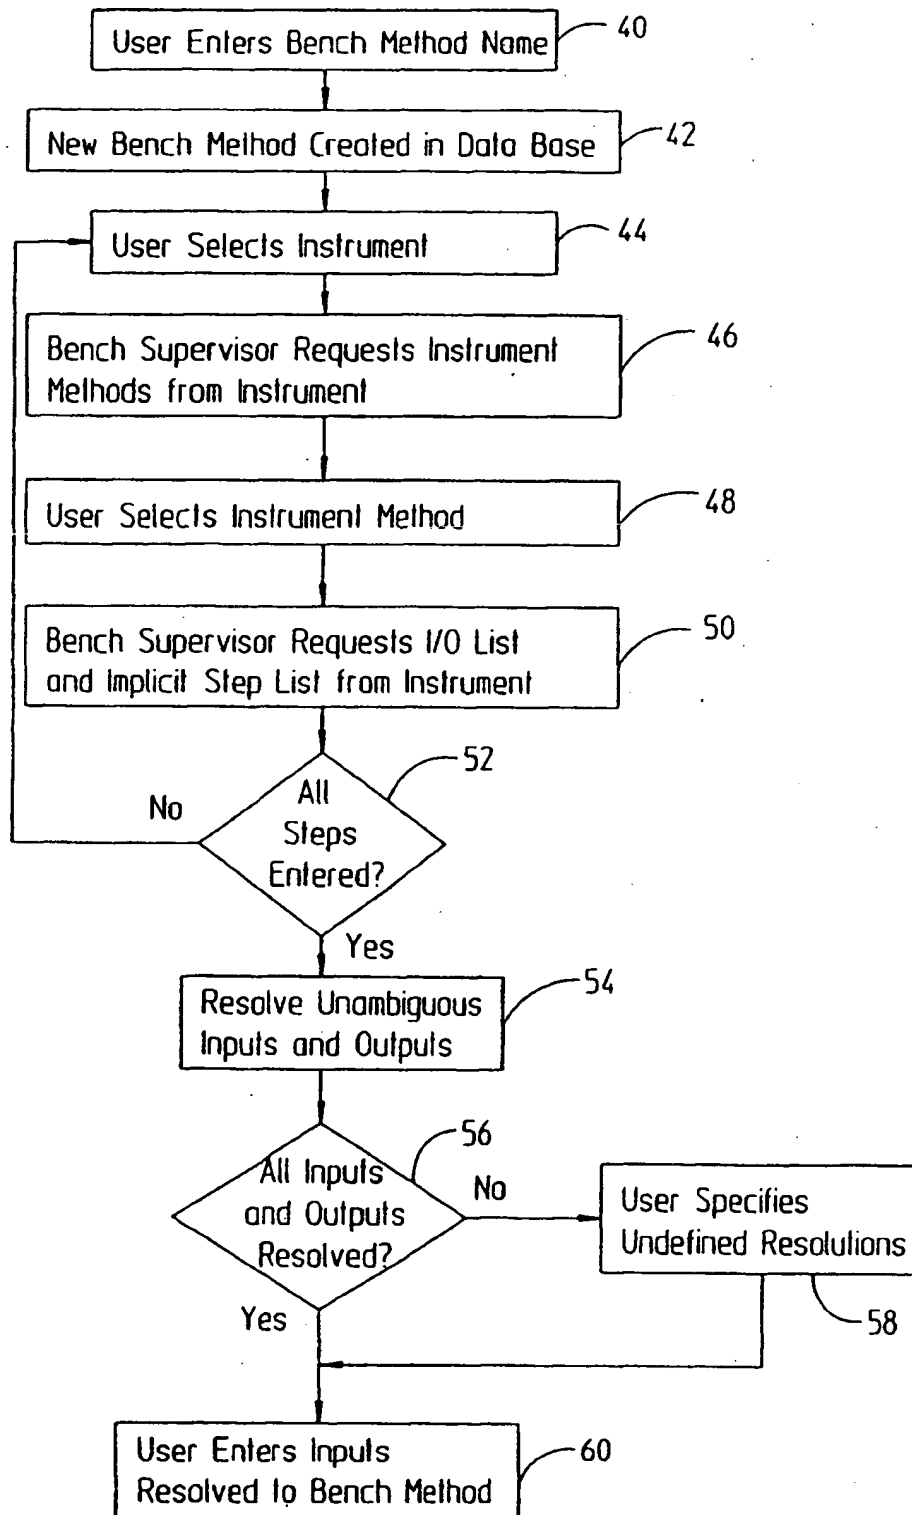 User Enters Bench Method Name
40
New Bench Method Created in Data Base
42
User Selects Instrument
44
Bench Supervisor Requests Instrument
Methods from Instrument
46
User Selects Instrument Method
48
Bench Supervisor Requests I/O List
and Implicit Step List from Instrument
50
All
Steps
Entered?
52
No
Yes
Resolve Unambiguous
Inputs and Outputs
54
All Inputs
and Outputs
Resolved?
56
No
User Specifies
Undefined Resolutions
58
Yes
User Enters Inputs
Resolved to Bench Method
60